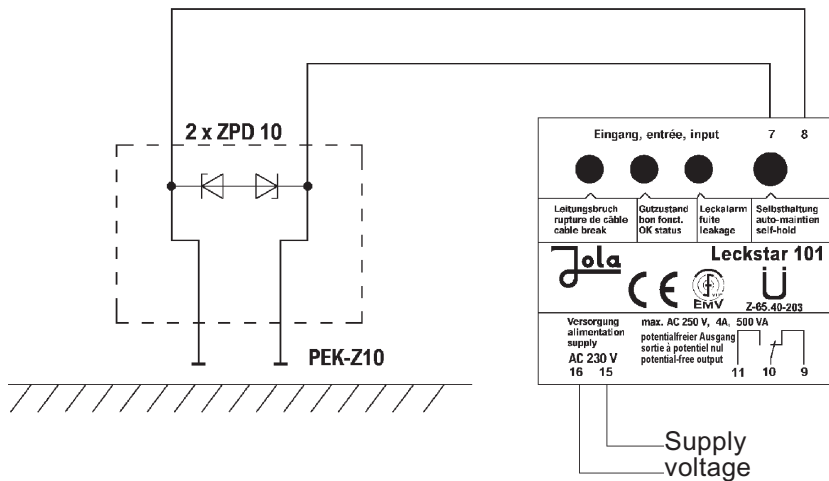 2 x ZPD 10
PEK-Z10
Eingang, entrée, input
7
8
Leitungsbruch
rupture de câble
cable break
Gutzustand
bon fonct.
OK status
Leckalarm
fuite
leakage
Selbsthaltung
auto-maintien
self-hold
Jola
Leckstar 101
CE
EMV
Ü
Z-65.40-203
Versorgung
alimentation
supply
AC 230 V
16 15
max. AC 250 V, 4A, 500 VA
potentialfreier Ausgang
sortie à potentiel nul
potential-free output
11 10 9
Supply
voltage